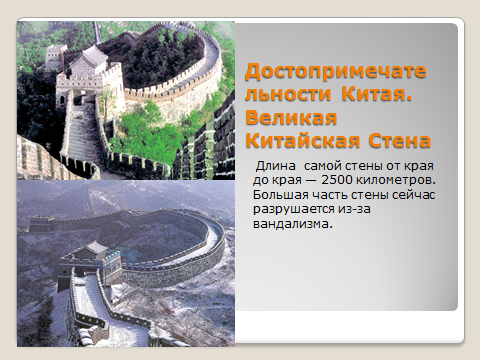 Достопримечате
льности Китая.
Великая
Китайская Стена
Длина  самой стены от края
до края — 2500 километров.
Большая часть стены сейчас
разрушается из-за
вандализма.